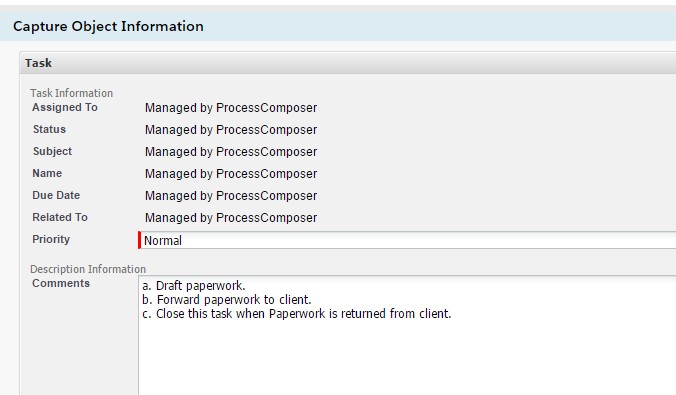 Capture Object Information
Task
Task Information
Assigned To Managed by ProcessComposer
Status Managed by ProcessComposer
Subject Managed by ProcessComposer
Name Managed by ProcessComposer
Due Date Managed by ProcessComposer
Related To Managed by ProcessComposer
Priority Normal
Description Information
Comments a. Draft paperwork.
b. Forward paperwork to client.
c. Close this task when Paperwork is returned from client.